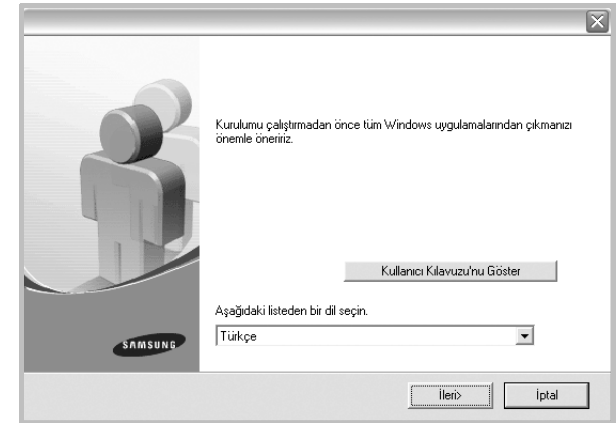 Kurulumu çalıştırmadan önce tüm Windows uygulamalarından çıkmanızı
önemle öneririz.
Kullanıcı Kılavuzu'nu Göster
Aşağıdaki listeden bir dil seçin.
Türkçe
SAMSUNG
İleri>
İptal